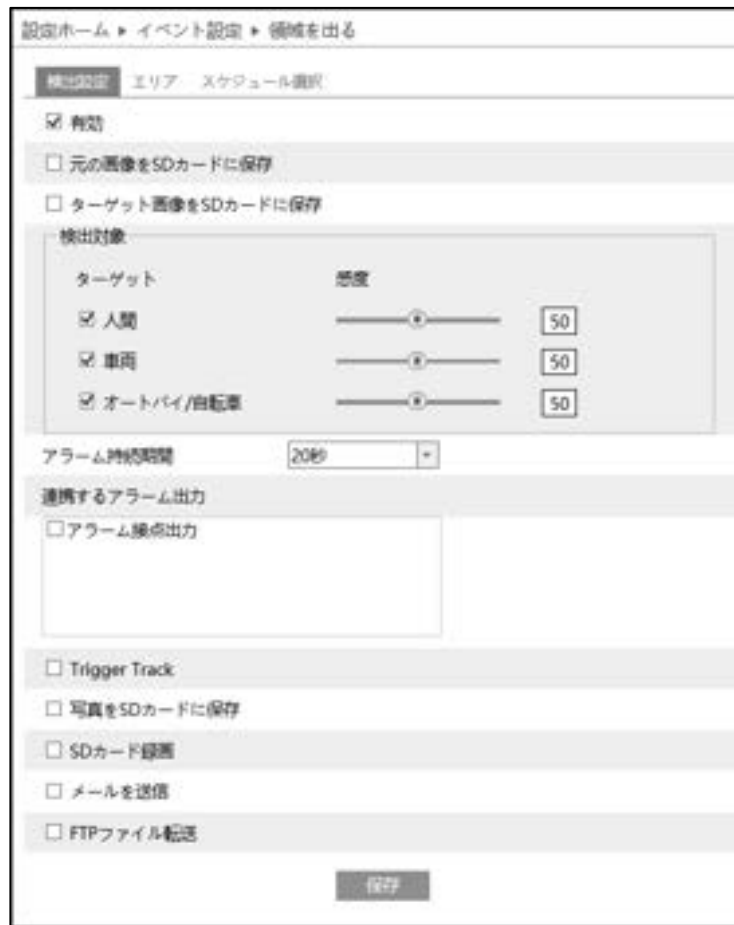 設定ホーム ▸ イベント設定 ▸ 領域を出る
検出設定 エリア スケジュール選択
有効
元の画像をSDカードに保存
ターゲット画像をSDカードに保存
検出対象
ターゲット 感度
人間 50
車両 50
オートバイ/自転車 50
アラーム持続期間 20秒
連携するアラーム出力
アラーム接点出力
Trigger Track
写真をSDカードに保存
SDカード録画
メールを送信
FTPファイル転送
保存